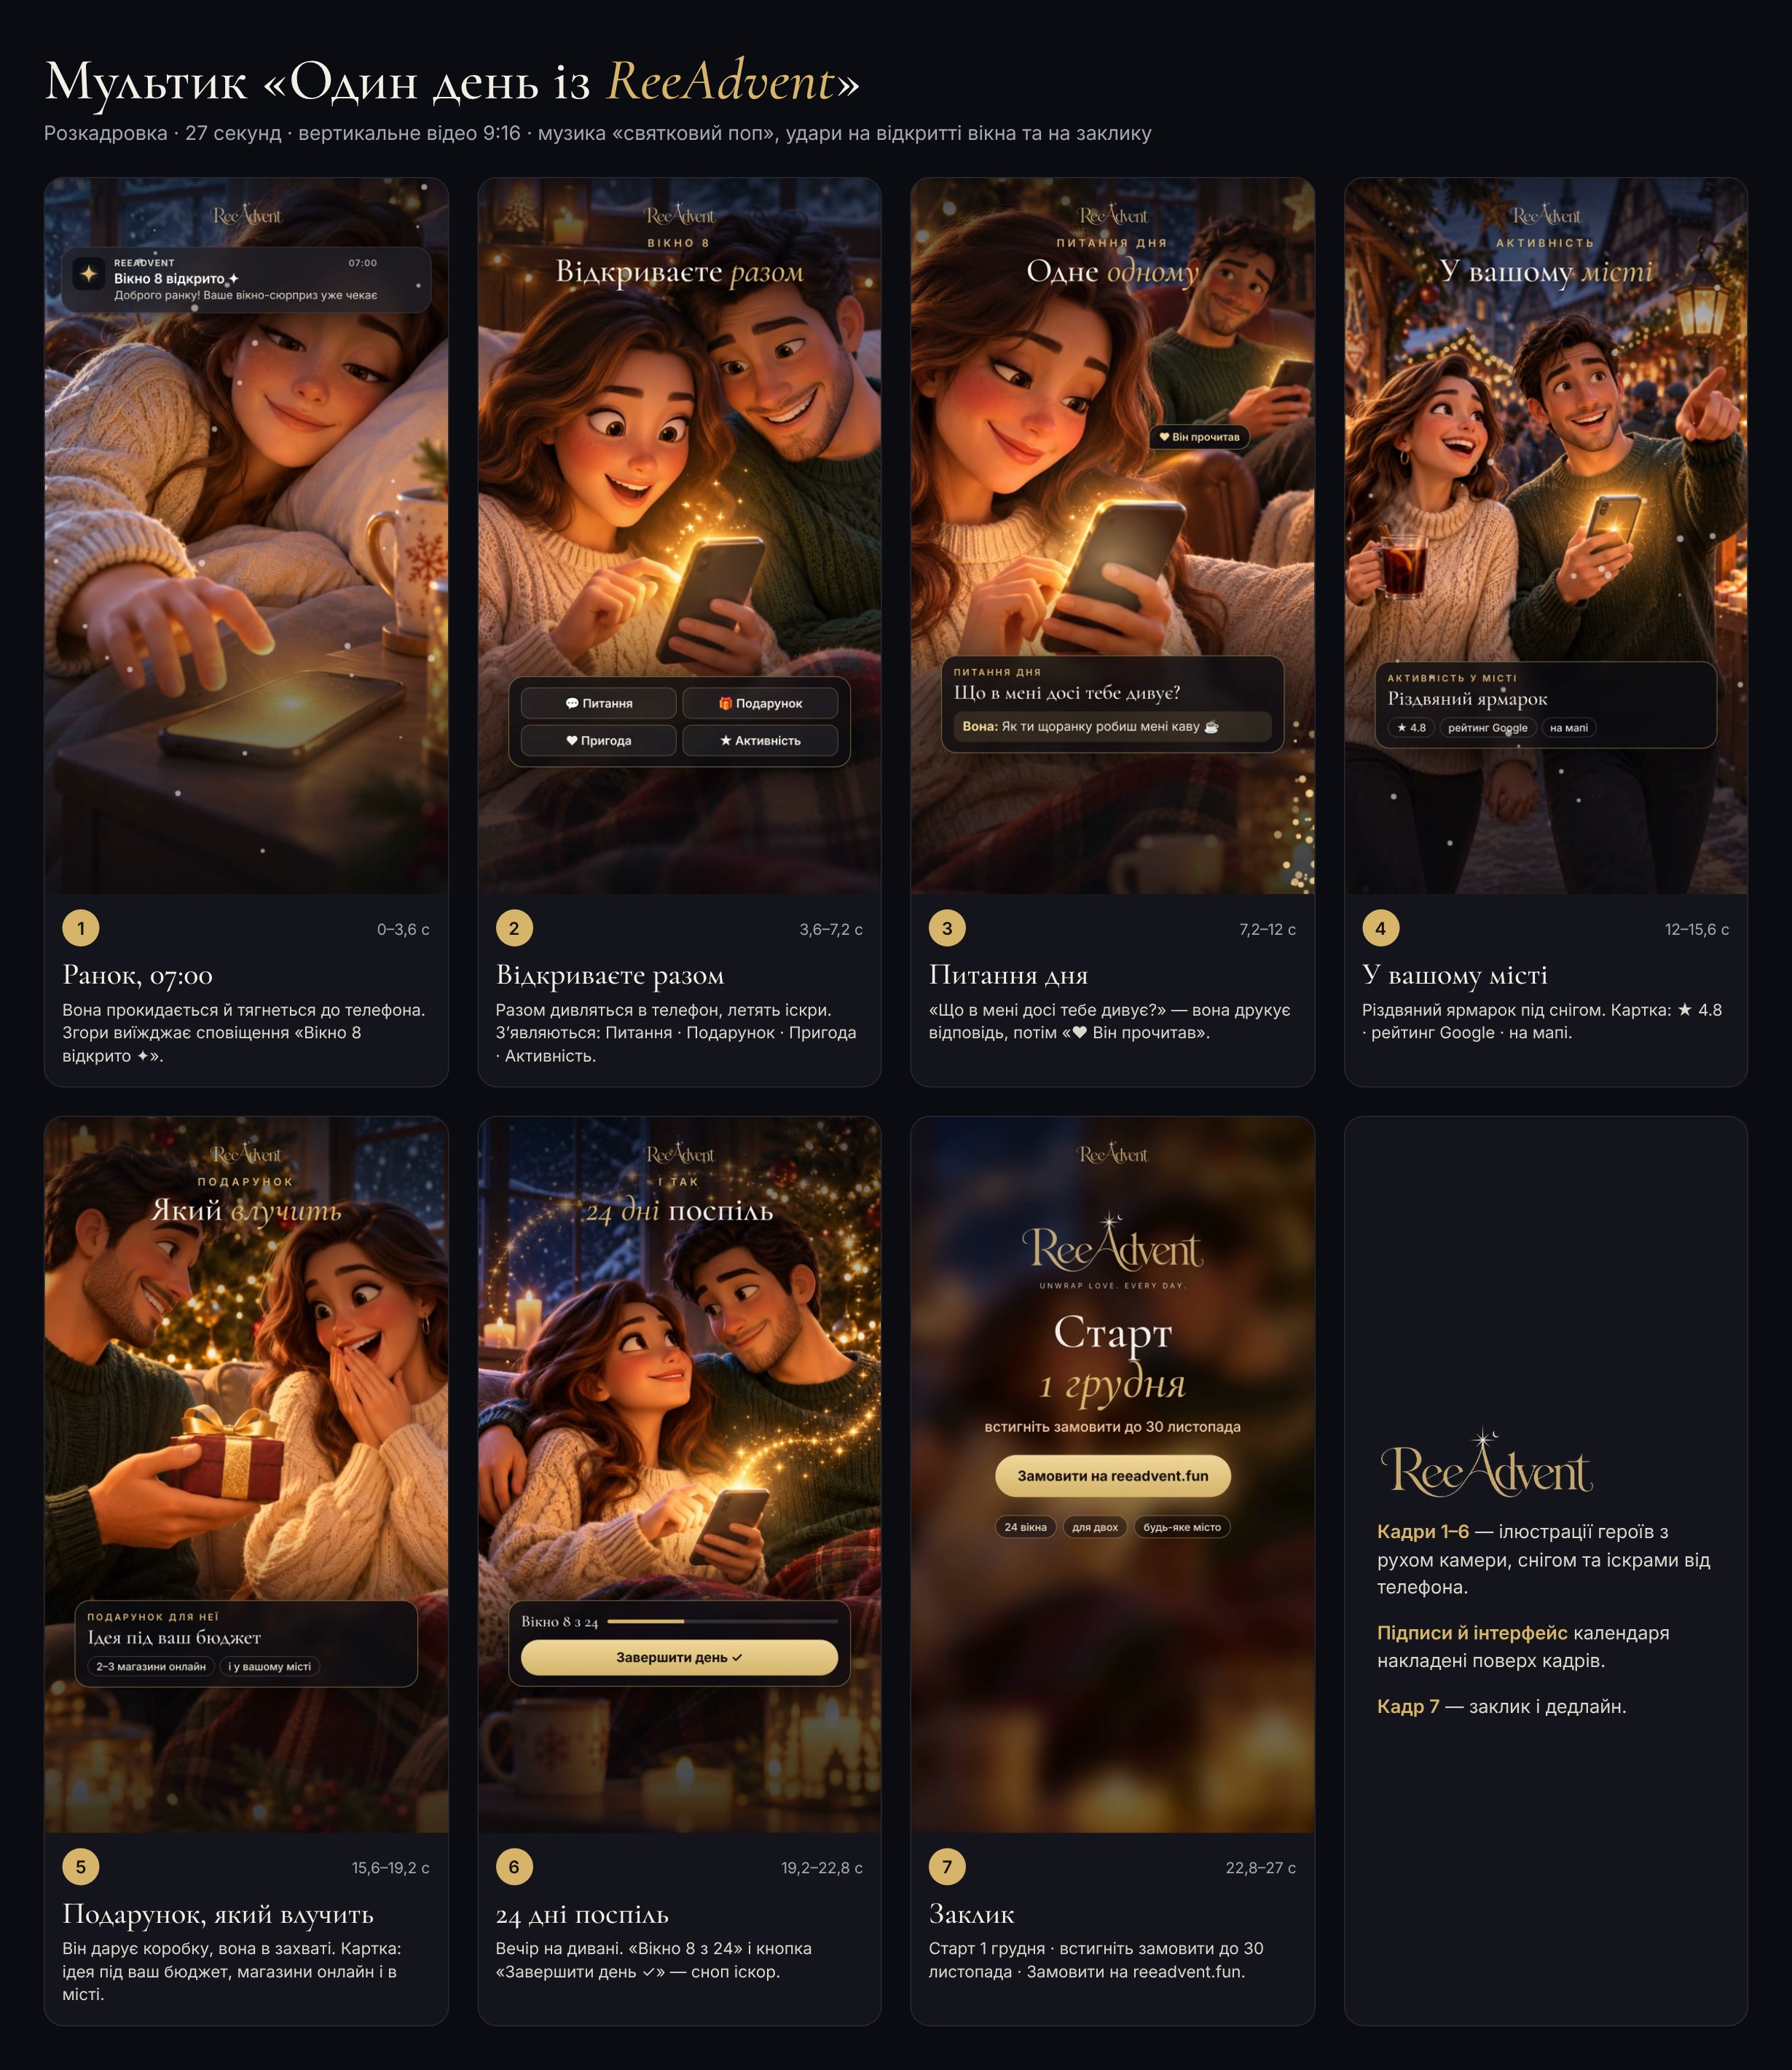 Мультик «Один день із ReeAdvent»
Розкадровка · 27 секунд · вертикальне відео 9:16 · музика «святковий поп», удари на відкритті вікна та на заклику
ReeAdvent
REEADVENT 07:00
Вікно 8 відкрито ✦
Доброго ранку! Ваше вікно-сюрприз уже чекає
1 0–3,6 с
Ранок, 07:00
Вона прокидається й тягнеться до телефона.
Згори виїжджає сповіщення «Вікно 8
відкрито ✦».
ReeAdvent
ВІКНО 8
Відкриваєте разом
💬 Питання 🎁 Подарунок
♥ Пригода ★ Активність
2 3,6–7,2 с
Відкриваєте разом
Разом дивляться в телефон, летять іскри.
З’являються: Питання · Подарунок · Пригода
· Активність.
ReeAdvent
ПИТАННЯ ДНЯ
Одне одному
♥ Він прочитав
ПИТАННЯ ДНЯ
Що в мені досі тебе дивує?
Вона: Як ти щоранку робиш мені каву ☕
3 7,2–12 с
Питання дня
«Що в мені досі тебе дивує?» — вона друкує
відповідь, потім «♥ Він прочитав».
ReeAdvent
АКТИВНІСТЬ
У вашому місті
АКТИВНІСТЬ У МІСТІ
Різдвяний ярмарок
★ 4.8 рейтинг Google на мапі
4 12–15,6 с
У вашому місті
Різдвяний ярмарок під снігом. Картка: ★ 4.8
· рейтинг Google · на мапі.
ReeAdvent
ПОДАРУНОК
Який влучить
ПОДАРУНОК ДЛЯ НЕЇ
Ідея під ваш бюджет
2–3 магазини онлайн і у вашому місті
5 15,6–19,2 с
Подарунок, який влучить
Він дарує коробку, вона в захваті. Картка:
ідея під ваш бюджет, магазини онлайн і в
місті.
ReeAdvent
І ТАК
24 дні поспіль
Вікно 8 з 24
Завершити день ✓
6 19,2–22,8 с
24 дні поспіль
Вечір на дивані. «Вікно 8 з 24» і кнопка
«Завершити день ✓» — сноп іскор.
ReeAdvent
ReeAdvent
UNWRAP LOVE. EVERY DAY.
Старт
1 грудня
встигніть замовити до 30 листопада
Замовити на reeadvent.fun
24 вікна для двох будь-яке місто
7 22,8–27 с
Заклик
Старт 1 грудня · встигніть замовити до 30
листопада · Замовити на reeadvent.fun.
ReeAdvent
Кадри 1–6 — ілюстрації героїв з
рухом камери, снігом та іскрами від
телефона.
Підписи й інтерфейс календаря
накладені поверх кадрів.
Кадр 7 — заклик і дедлайн.